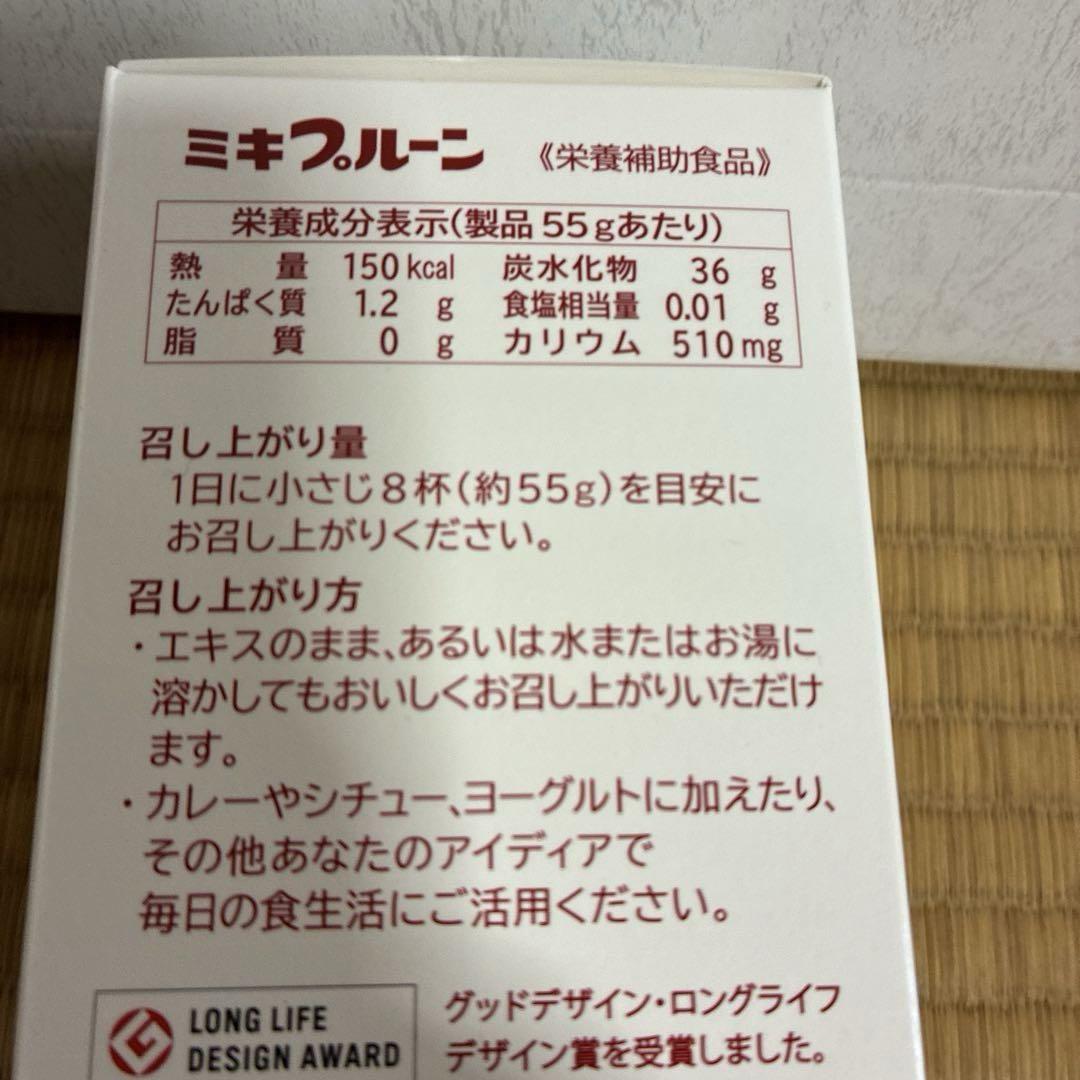 ミキプルーン 《栄養補助食品》
栄養成分表示(製品55gあたり)
熱量 150kcal 炭水化物 36g
たんぱく質 1.2g 食塩相当量 0.01g
脂質 0g カリウム 510mg
召し上がり量
1日に小さじ8杯(約55g)を目安に
お召し上がりください。
召し上がり方
・エキスのまま、あるいは水またはお湯に
溶かしてもおいしくお召し上がりいただけ
ます。
・カレーやシチュー、ヨーグルトに加えたり、
その他あなたのアイディアで
毎日の食生活にご活用ください。
LONG LIFE
DESIGN AWARD
グッドデザイン・ロングライフ
デザイン賞を受賞しました。